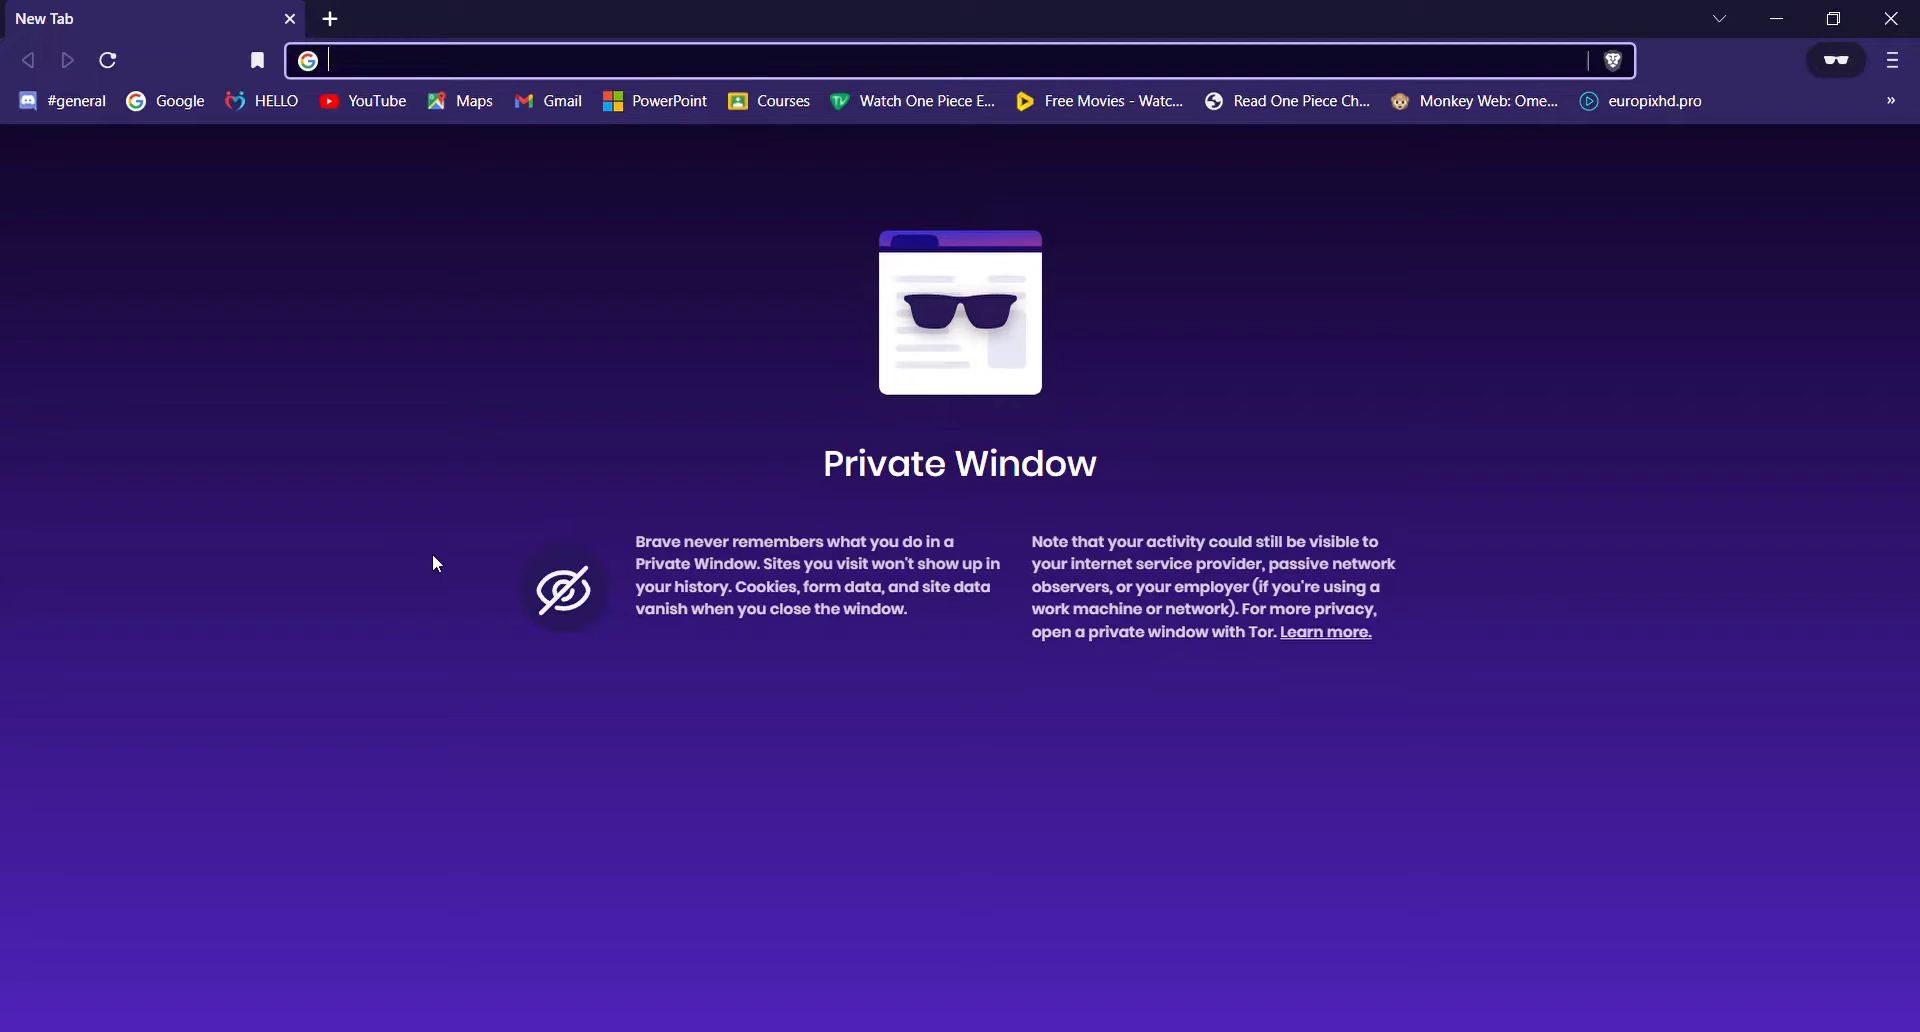 New Tab
#general Google HELLO YouTube Maps Gmail PowerPoint Courses Watch One Piece E... Free Movies - Watc... Read One Piece Ch... Monkey Web: Ome... europixhd.pro »
Private Window
Brave never remembers what you do in a
Private Window. Sites you visit won't show up in
your history. Cookies, form data, and site data
vanish when you close the window.
Note that your activity could still be visible to
your internet service provider, passive network
observers, or your employer (if you're using a
work machine or network). For more privacy,
open a private window with Tor. Learn more.